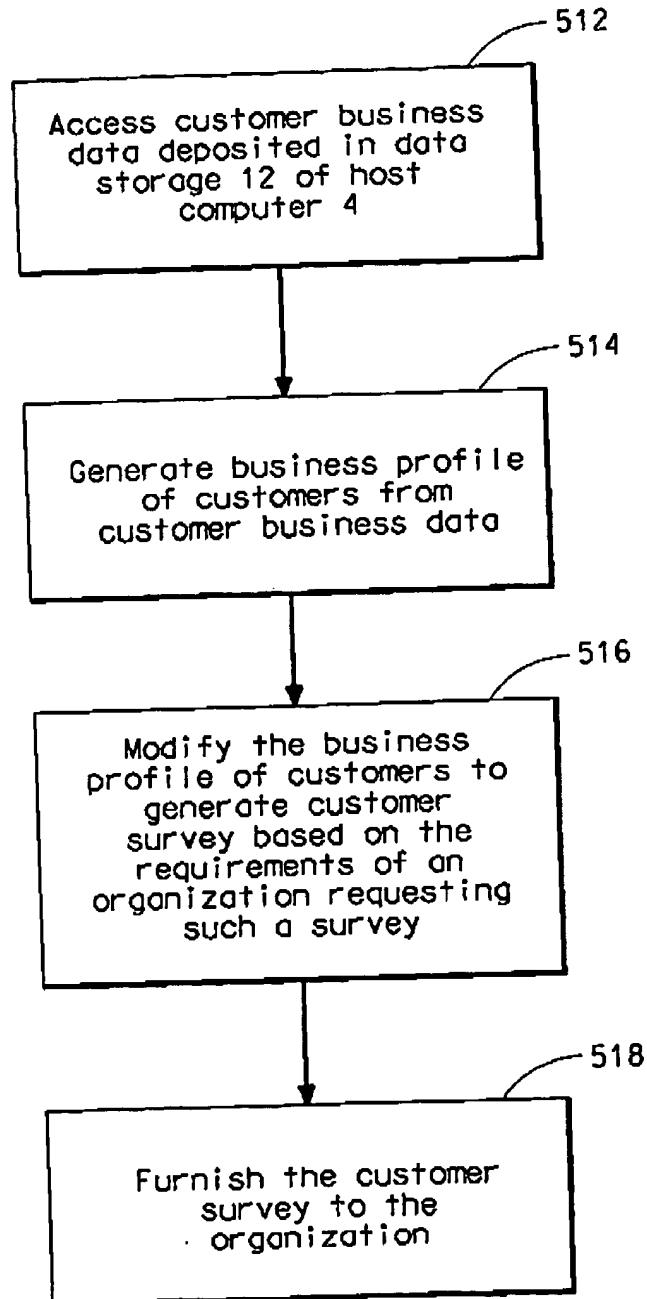 512
Access customer business
data deposited in data
storage 12 of host
computer 4
514
Generate business profile
of customers from
customer business data
516
Modify the business
profile of customers to
generate customer
survey based on the
requirements of an
organization requesting
such a survey
518
Furnish the customer
survey to the
organization